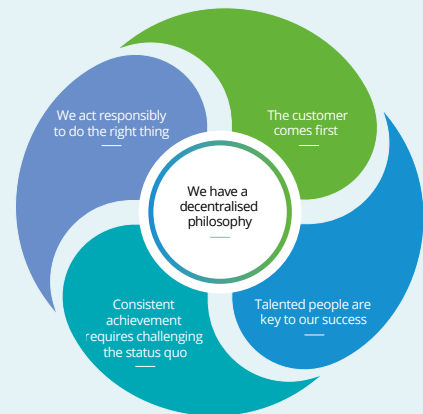 We act responsibly
to do the right thing
The customer
comes first
We have a
decentralised
philosophy
Consistent
achievement
requires challenging
the status quo
Talented people are
key to our success